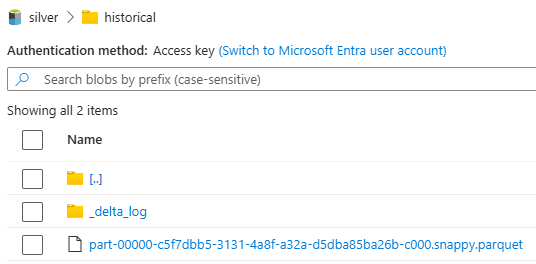 silver > historical
Authentication method: Access key (Switch to Microsoft Entra user account)
Search blobs by prefix (case-sensitive)
Showing all 2 items
Name
[..]
_delta_log
part-00000-c5f7dbb5-3131-4a8f-a32a-d5dba85ba26b-c000.snappy.parquet